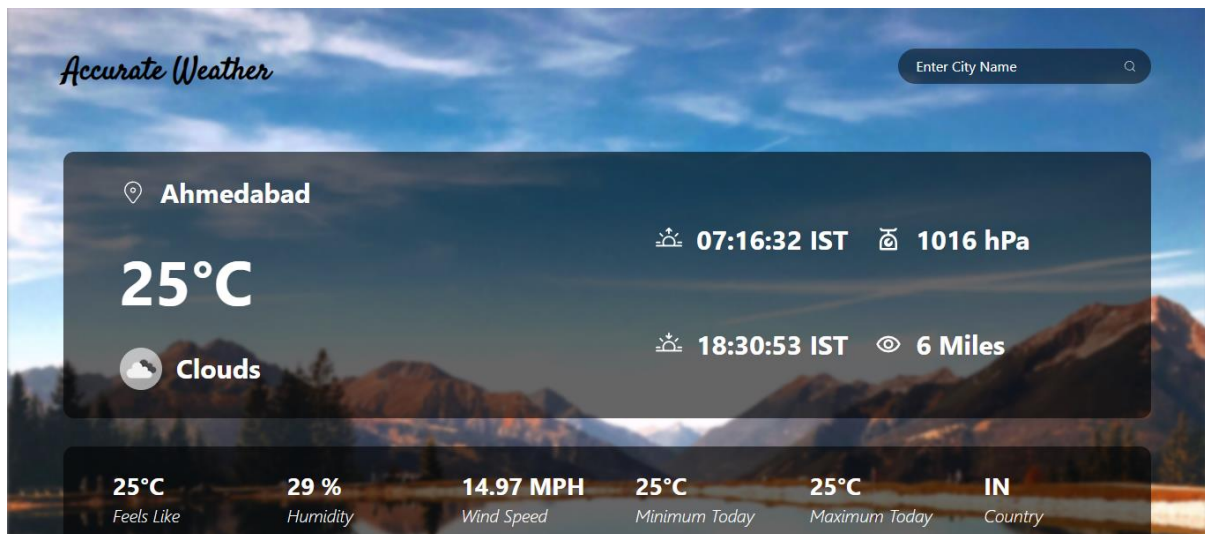 Accurate Weather
Enter City Name
Ahmedabad
25°C
Clouds
07:16:32 IST
1016 hPa
18:30:53 IST
6 Miles
25°C
Feels Like
29 %
Humidity
14.97 MPH
Wind Speed
25°C
Minimum Today
25°C
Maximum Today
IN
Country